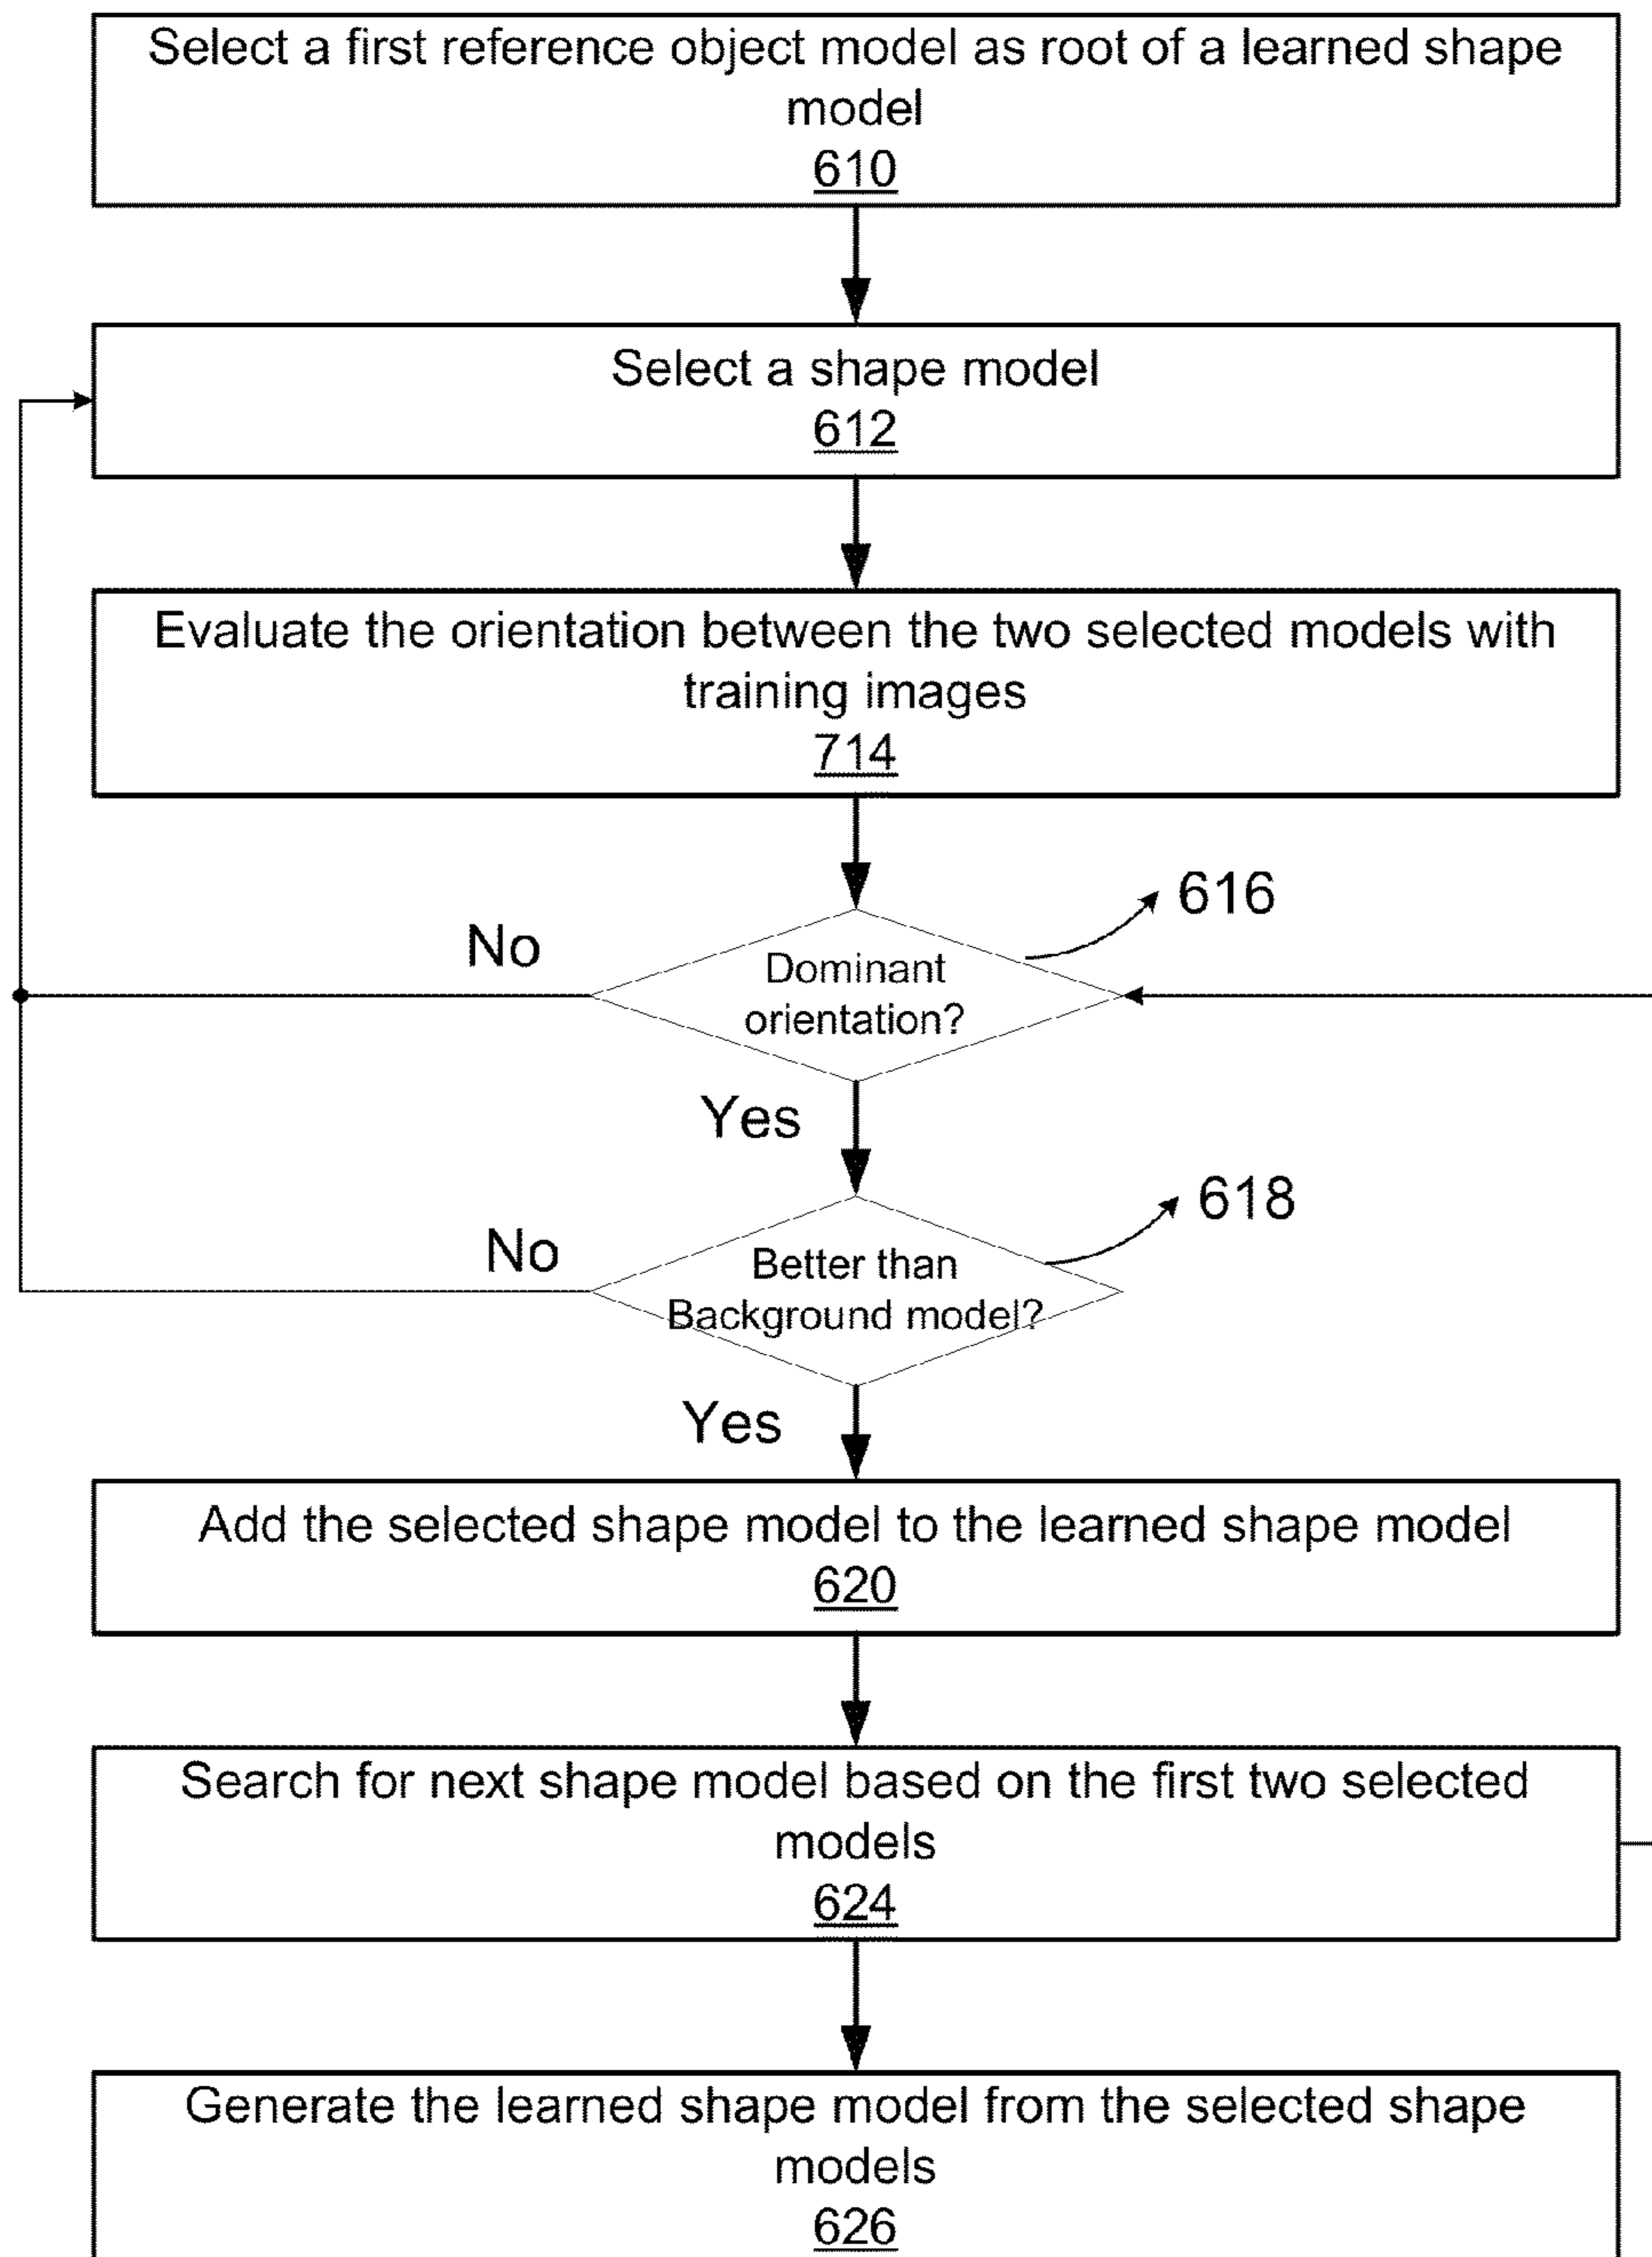 Select a first reference object model as root of a learned shape
model
610
Select a shape model
612
Evaluate the orientation between the two selected models with
training images
714
616
No
Dominant
orientation?
Yes
618
No
Better than
Background model?
Yes
Add the selected shape model to the learned shape model
620
Search for next shape model based on the first two selected
models
624
Generate the learned shape model from the selected shape
models
626